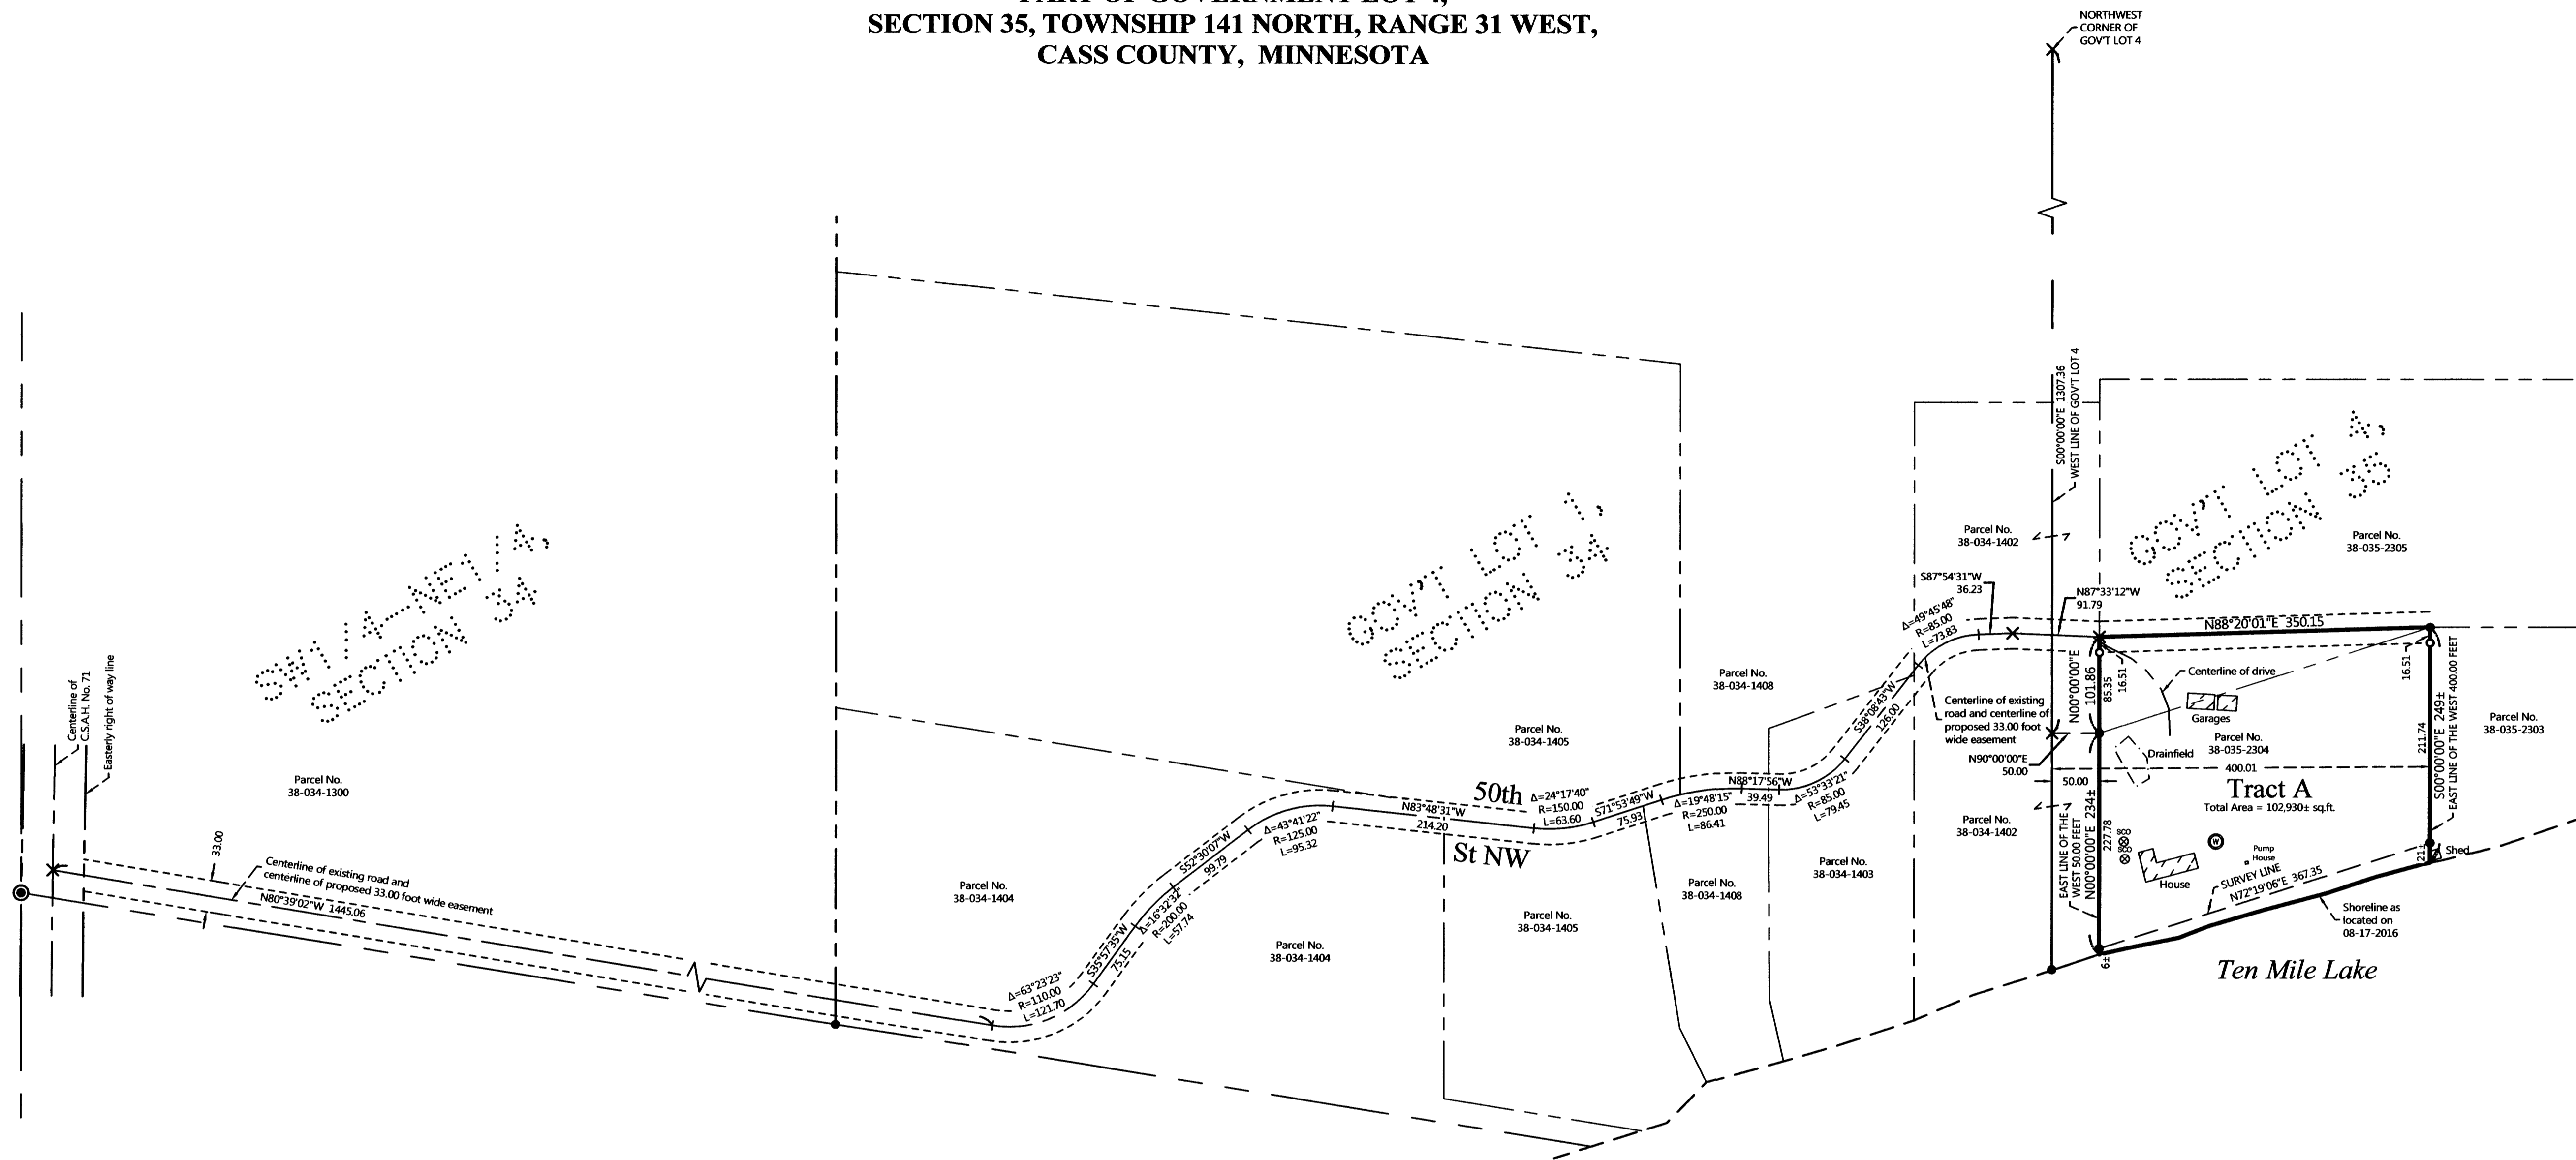 PART OF GOVERNMENT LOT 4,
SECTION 35, TOWNSHIP 141 NORTH, RANGE 31 WEST,
CASS COUNTY, MINNESOTA
NORTHWEST
CORNER OF
GOV'T LOT 4
S00°00'00"E 1307.36
WEST LINE OF GOV'T LOT 4
SW1/4-NE1/4,
SECTION 34
GOV'T LOT 1,
SECTION 34
GOV'T LOT 4,
SECTION 35
Centerline of
C.S.A.H. No. 71
Easterly right of way line
Parcel No.
38-034-1300
33.00
Centerline of existing road and
centerline of proposed 33.00 foot wide easement
N80°39'02"W 1445.06
Parcel No.
38-034-1404
Δ=63°23'23"
R=110.00
L=121.70
S35°57'35"W
75.15
Δ=16°32'32"
R=200.00
L=57.74
S52°30'07"W
99.79
Δ=43°41'22"
R=125.00
L=95.32
Parcel No.
38-034-1404
N83°48'31"W
214.20
50th
St NW
Δ=24°17'40"
R=150.00
L=63.60
S71°53'49"W
75.93
Parcel No.
38-034-1405
Parcel No.
38-034-1405
Δ=19°48'15"
R=250.00
L=86.41
N88°17'56"W
39.49
Δ=53°33'21"
R=85.00
L=79.45
Parcel No.
38-034-1408
Parcel No.
38-034-1408
Parcel No.
38-034-1403
S38°08'43"W
126.00
Δ=49°45'48"
R=85.00
L=73.83
S87°54'31"W
36.23
Centerline of existing
road and centerline of
proposed 33.00 foot
wide easement
Parcel No.
38-034-1402
Parcel No.
38-034-1402
N87°33'12"W
91.79
N90°00'00"E
50.00
50.00
N00°00'00"E
101.86
85.35
16.51
EAST LINE OF THE
WEST 50.00 FEET
N00°00'00"E 234±
227.78
6±
N88°20'01"E 350.15
Parcel No.
38-035-2305
Centerline of drive
Garages
Parcel No.
38-035-2304
Drainfield
400.01
Tract A
Total Area = 102,930± sq.ft.
SCO
SCO
W
Pump
House
House
SURVEY LINE
N72°19'06"E 367.35
Shoreline as
located on
08-17-2016
Ten Mile Lake
16.51
211.74
S00°00'00"E 249±
EAST LINE OF THE WEST 400.00 FEET
21±
Shed
Parcel No.
38-035-2303